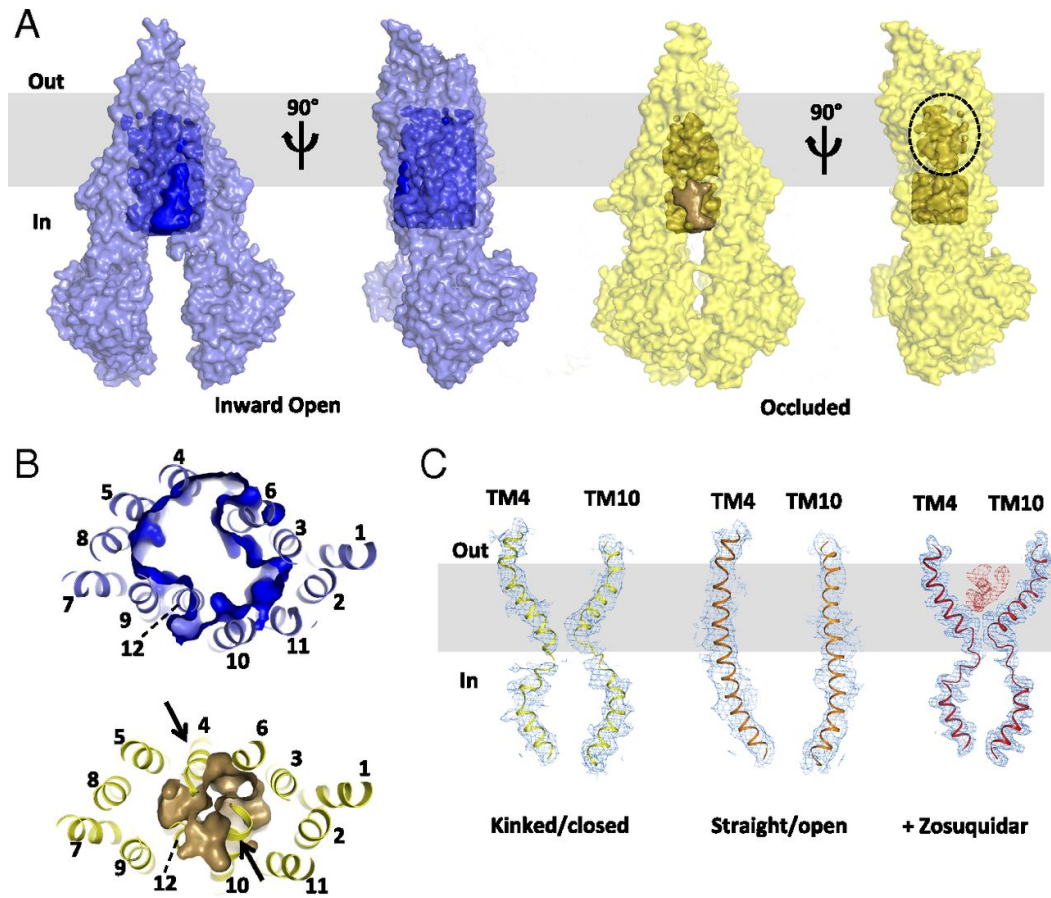 A
Out
90°
90°
In
Inward Open
Occluded
B
4
5
6
8
3
1
7
2
9
12
10
11
4
5
6
3
1
8
2
7
9
12
10
11
C
TM4 TM10 TM4 TM10 TM4 TM10
Out
In
Kinked/closed Straight/open + Zosuquidar